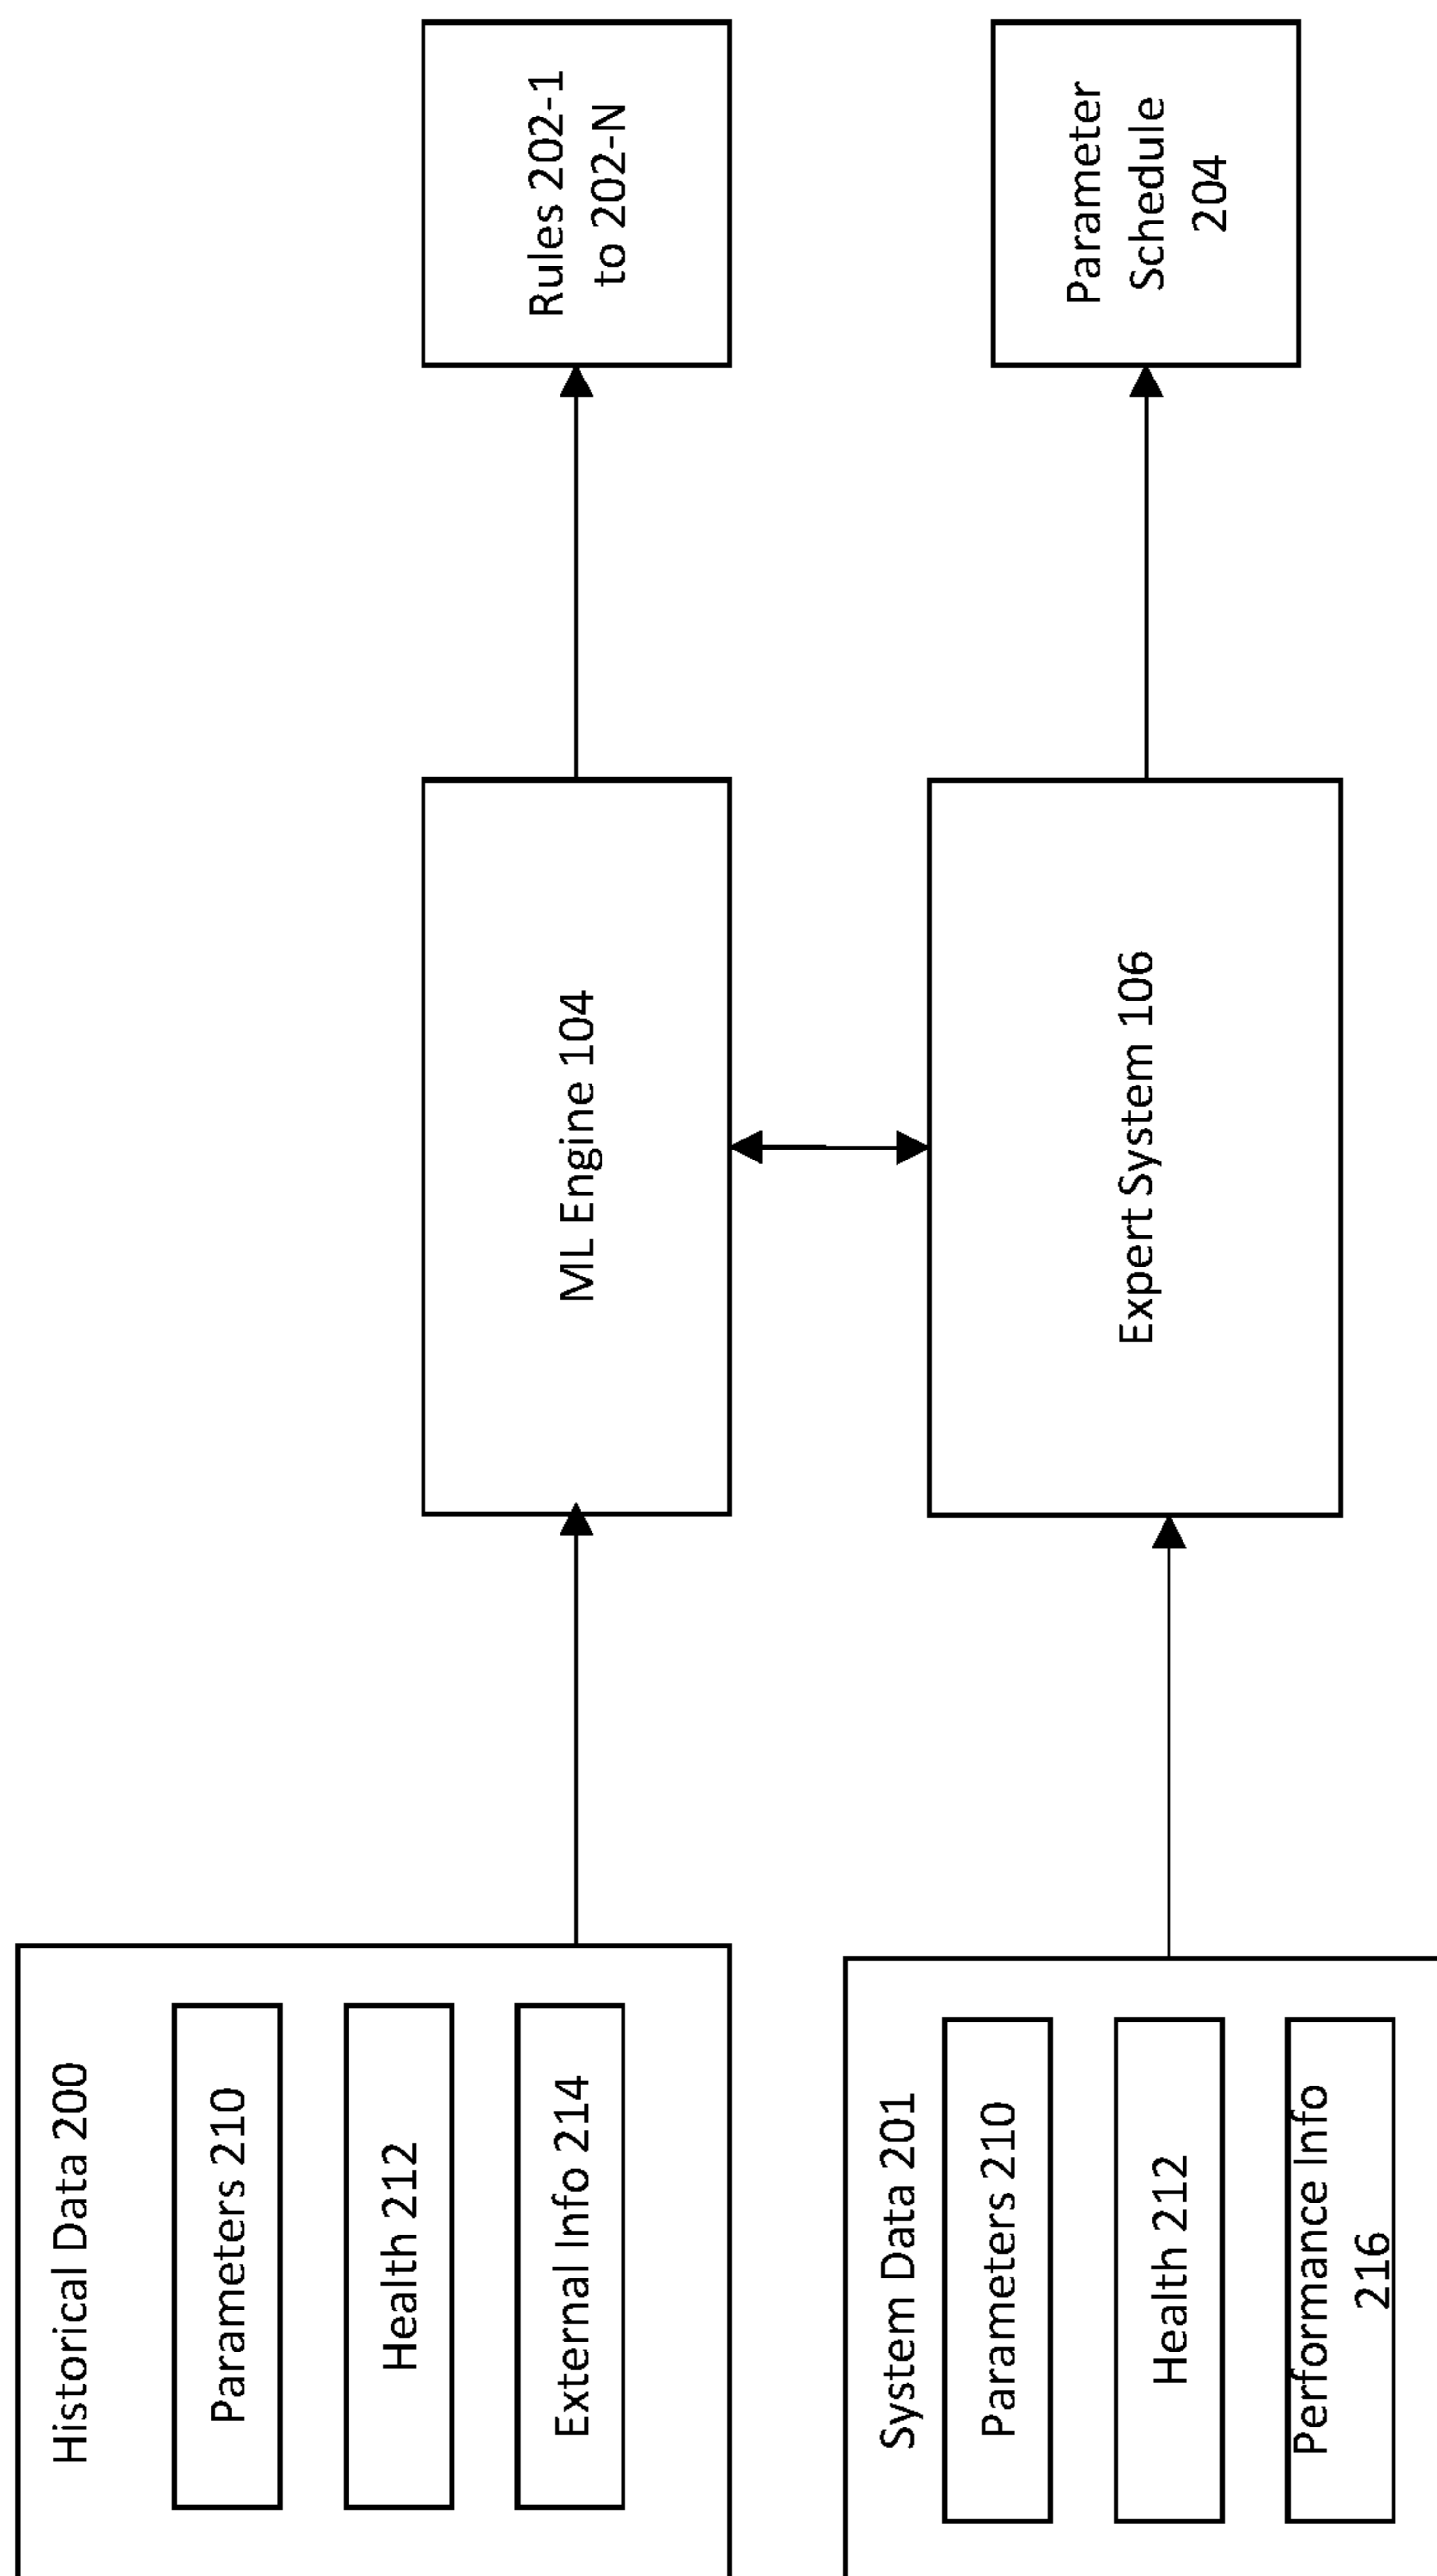 Historical Data 200
Parameters 210
Health 212
External Info 214
ML Engine 104
Rules 202-1
to 202-N
System Data 201
Parameters 210
Health 212
Performance Info
216
Expert System 106
Parameter
Schedule
204